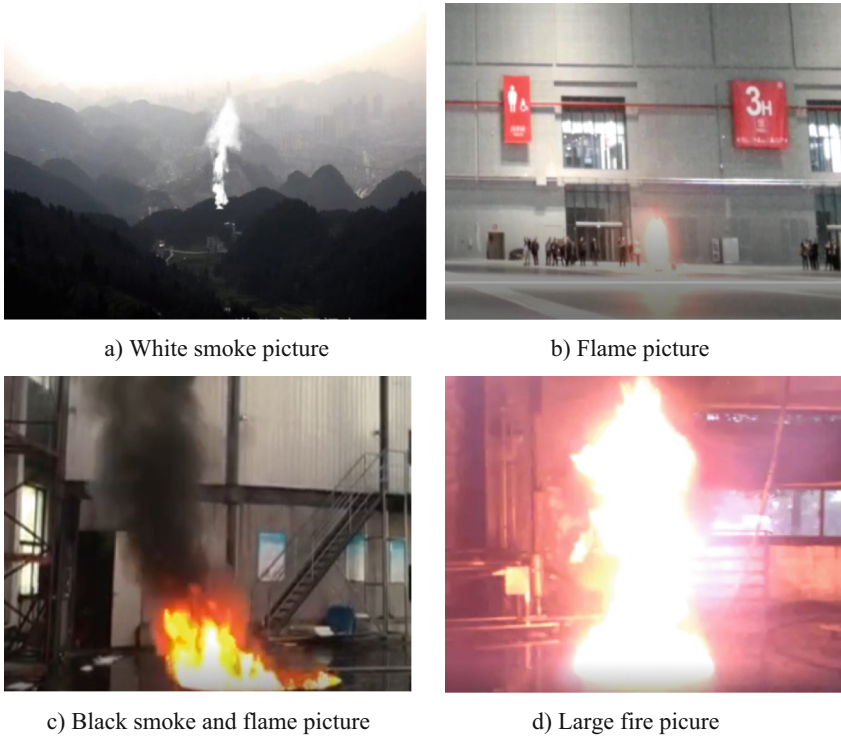 3H
a) White smoke picture
b) Flame picture
c) Black smoke and flame picture
d) Large fire picure